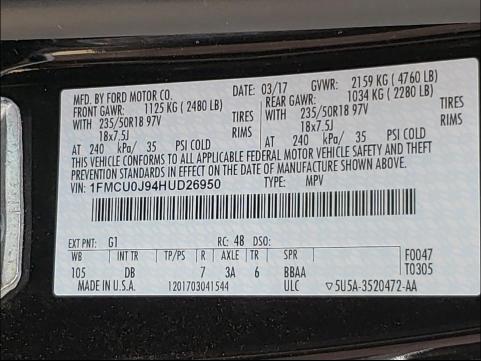 MFD. BY FORD MOTOR CO. 03/17 GVWR: 2159 KG ( 4760 LB)
FRONT GAWR: 1125 KG ( 2480 LB) REAR GAWR: 1034 KG ( 2280 LB)
WITH 235/50R18 97V TIRES WITH 235/50R18 97V TIRES
18x7.5J RIMS 18x7.5J RIMS
AT 240 kPa/ 35 PSI COLD AT 240 kPa/ 35 PSI COLD
THIS VEHICLE CONFORMS TO ALL APPLICABLE FEDERAL MOTOR VEHICLE SAFETY AND THEFT
PREVENTION STANDARDS IN EFFECT ON THE DATE OF MANUFACTURE SHOWN ABOVE.
VIN: 1FMCU0J94HUD26950 TYPE: MPV
EXT PNT: G1 RC: 48 DSO:
WB BRK INT TR TP/PS R AXLE TR SPR F0047
105 DB 7 3A 6 BBAA T0305
MADE IN U.S.A. 1201703041544 ULC ▽5U5A-3520472-AA